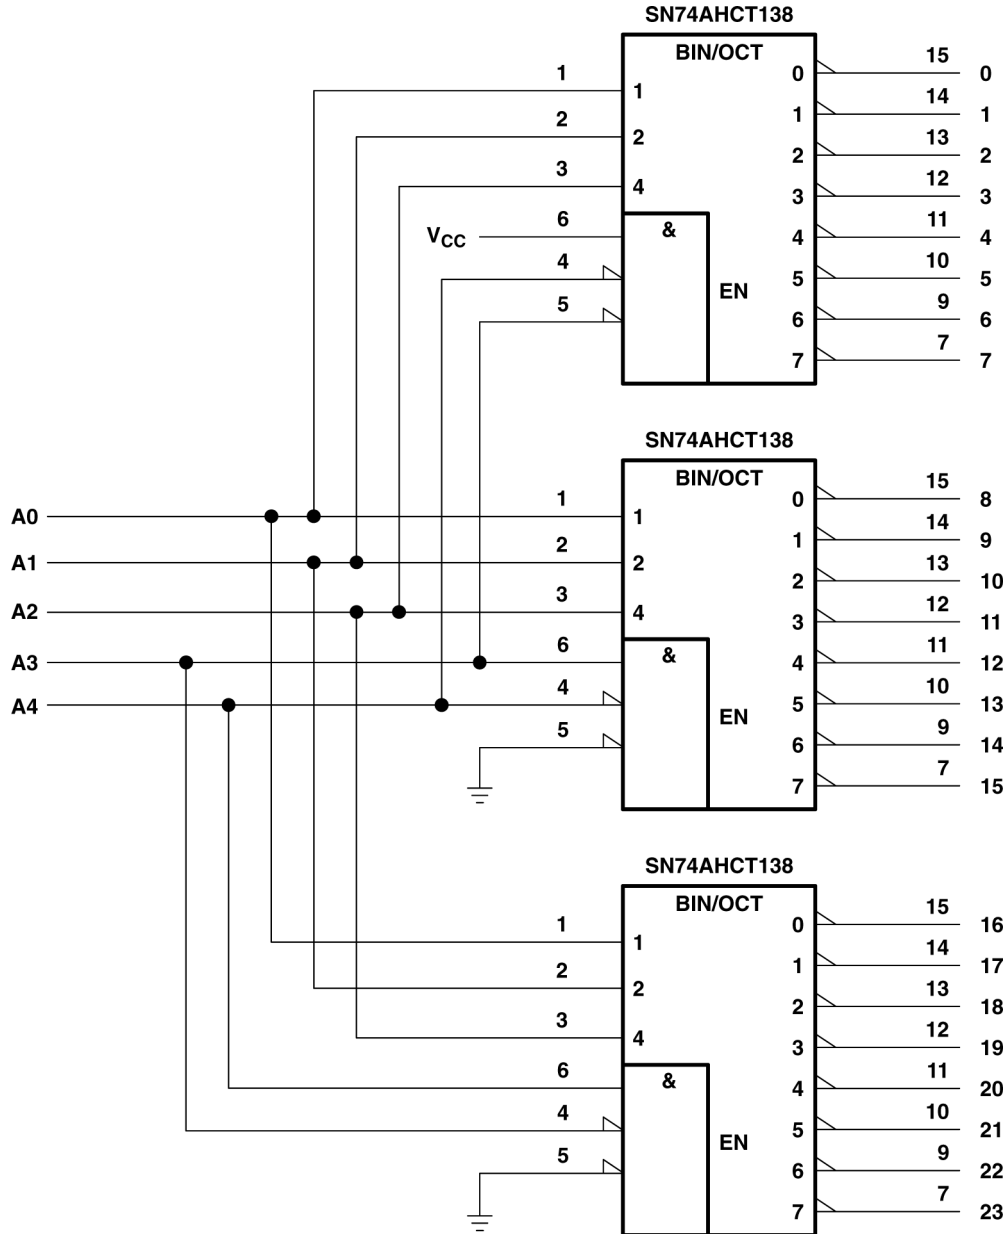 SN74AHCT138
BIN/OCT
15
0 0
1 14
1 1 1
2 13
2 2 2
3 12
4 3 3
6 & 11
VCC 4 4
4 10
5 5
5 EN 9
6 6
7
7 7
SN74AHCT138
BIN/OCT
15
0 8
1 14
A0 1 1 9
2 13
A1 2 2 10
3 12
A2 4 3 11
6 & 11
A3 4 12
4 10
A4 5 13
5 EN 9
6 14
7
7 15
SN74AHCT138
BIN/OCT
15
0 16
1 14
1 1 17
2 13
2 2 18
3 12
4 3 19
6 & 11
4 20
4 10
5 21
5 EN 9
6 22
7
7 23